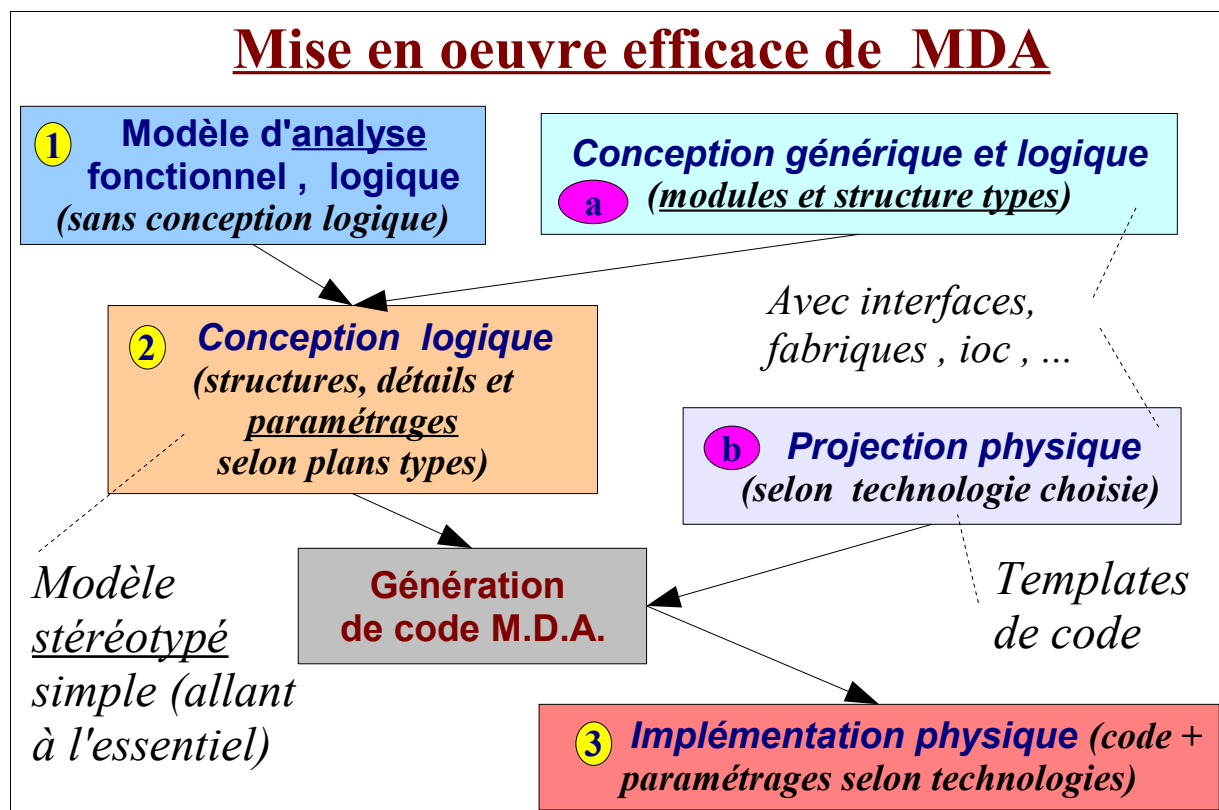 Mise en oeuvre efficace de MDA
1 Modèle d'analyse
fonctionnel , logique
(sans conception logique)
Conception générique et logique
a (modules et structure types)
Avec interfaces,
fabriques , ioc , ...
2 Conception logique
(structures, détails et
paramétrages
selon plans types)
b Projection physique
(selon technologie choisie)
Génération
de code M.D.A.
Modèle
stéréotypé
simple (allant
à l'essentiel)
Templates
de code
3 Implémentation physique (code +
paramétrages selon technologies)